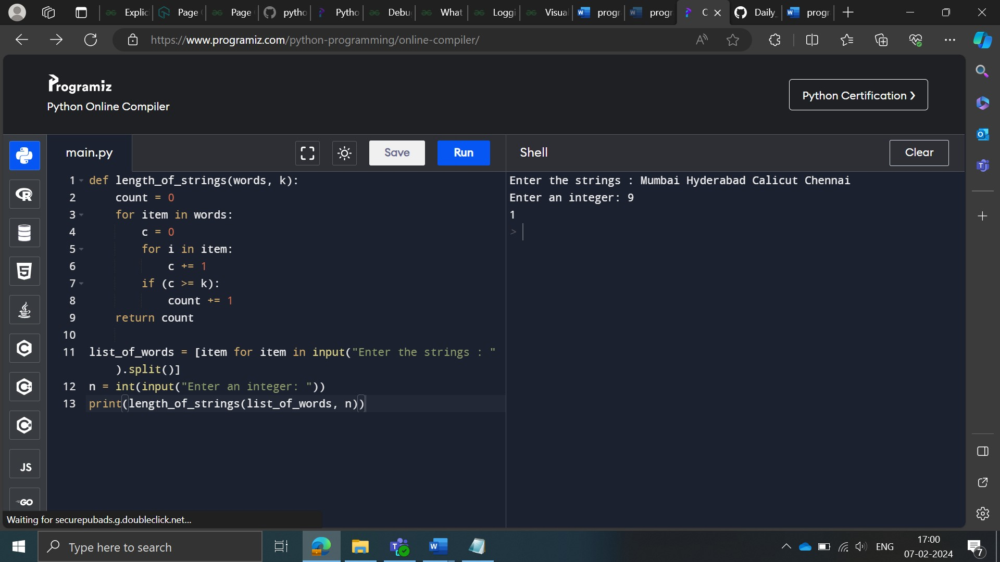 Explic
Page
Page
pytho
Pytho
Debu
What
Loggi
Visual
progr
progr
C
Daily_
progr
https://www.programiz.com/python-programming/online-compiler/
Programiz
Python Online Compiler
Python Certification ❯
main.py
Save
Run
Shell
Clear
1 def length_of_strings(words, k):
2 count = 0
3 for item in words:
4 c = 0
5 for i in item:
6 c += 1
7 if (c >= k):
8 count += 1
9 return count
10
11 list_of_words = [item for item in input("Enter the strings : "
).split()]
12 n = int(input("Enter an integer: "))
13 print(length_of_strings(list_of_words, n))
Enter the strings : Mumbai Hyderabad Calicut Chennai
Enter an integer: 9
1
>
JS
GO
Waiting for securepubads.g.doubleclick.net...
Type here to search
ENG
17:00
07-02-2024
7